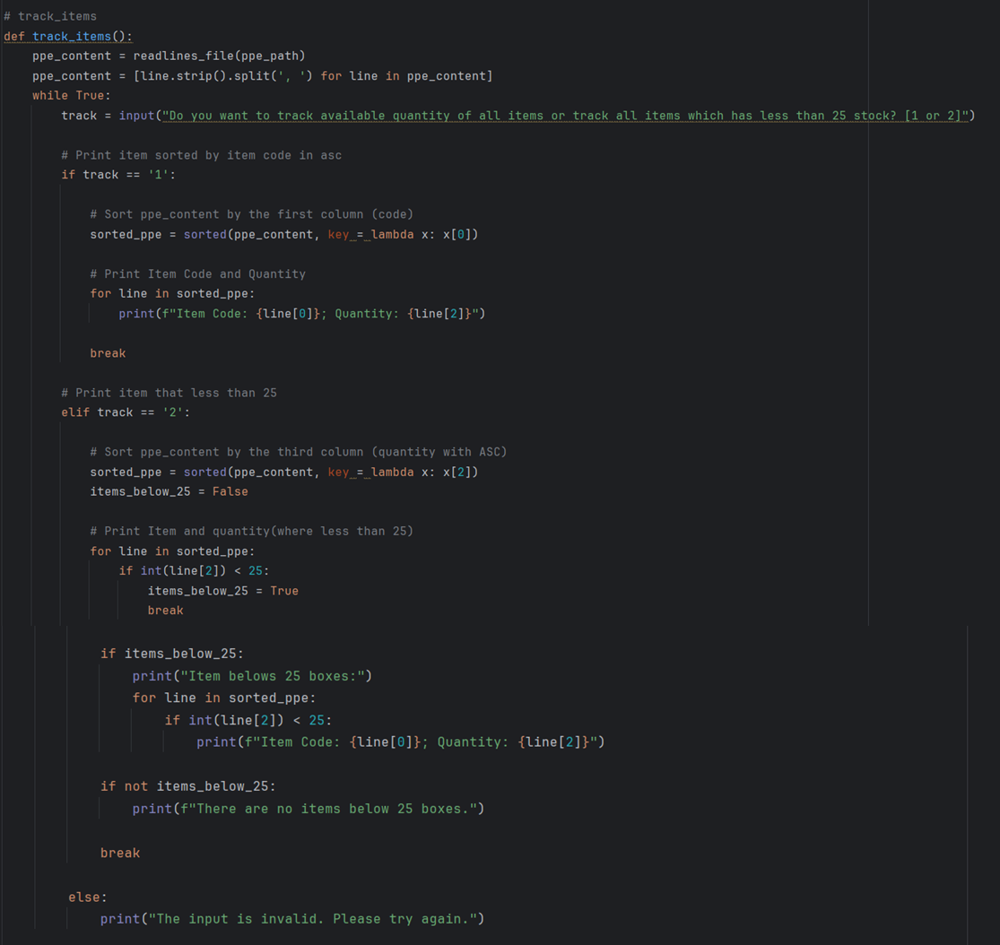 # track_items
def track_items():
    ppe_content = readlines_file(ppe_path)
    ppe_content = [line.strip().split(', ') for line in ppe_content]
    while True:
        track = input("Do you want to track available quantity of all items or track all items which has less than 25 stock? [1 or 2]")
        # Print item sorted by item code in asc
        if track == '1':
            # Sort ppe_content by the first column (code)
            sorted_ppe = sorted(ppe_content, key = lambda x: x[0])
            # Print Item Code and Quantity
            for line in sorted_ppe:
                print(f"Item Code: {line[0]}; Quantity: {line[2]}")
            break
        # Print item that less than 25
        elif track == '2':
            # Sort ppe_content by the third column (quantity with ASC)
            sorted_ppe = sorted(ppe_content, key = lambda x: x[2])
            items_below_25 = False
            # Print Item and quantity(where less than 25)
            for line in sorted_ppe:
                if int(line[2]) < 25:
                    items_below_25 = True
                    break
            if items_below_25:
                print("Item belows 25 boxes:")
                for line in sorted_ppe:
                    if int(line[2]) < 25:
                        print(f"Item Code: {line[0]}; Quantity: {line[2]}")
            if not items_below_25:
                print(f"There are no items below 25 boxes.")
            break
        else:
            print("The input is invalid. Please try again.")